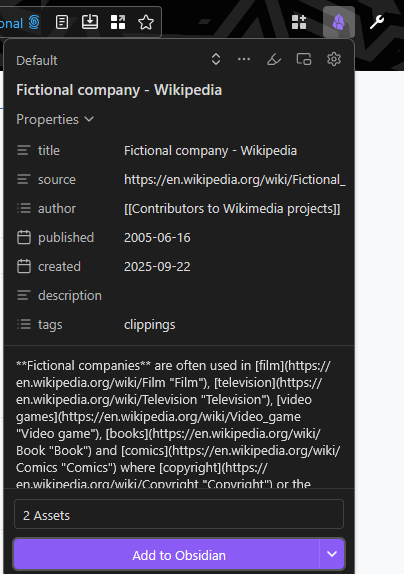 onal
Default
Fictional company - Wikipedia
Properties
title Fictional company - Wikipedia
source https://en.wikipedia.org/wiki/Fictional_
author [[Contributors to Wikimedia projects]]
published 2005-06-16
created 2025-09-22
description
tags clippings
**Fictional companies** are often used in [film](https://
en.wikipedia.org/wiki/Film "Film"), [television](https://
en.wikipedia.org/wiki/Television "Television"), [video
games](https://en.wikipedia.org/wiki/Video_game
"Video game"), [books](https://en.wikipedia.org/wiki/
Book "Book") and [comics](https://en.wikipedia.org/wiki/
Comics "Comics") where [copyright](https://
en.wikipedia.org/wiki/Copyright "Copyright") or the
2 Assets
Add to Obsidian